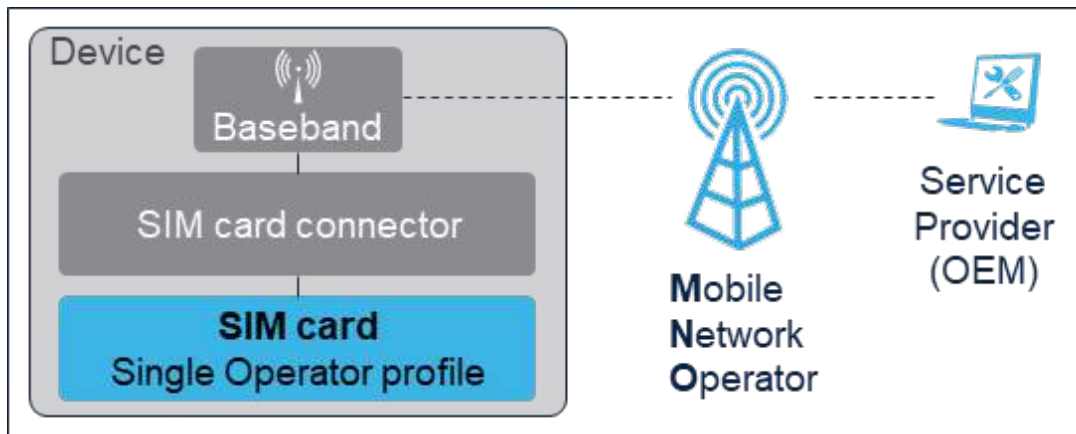 Device
Baseband
SIM card connector
SIM card
Single Operator profile
Mobile
Network
Operator
Service
Provider
(OEM)